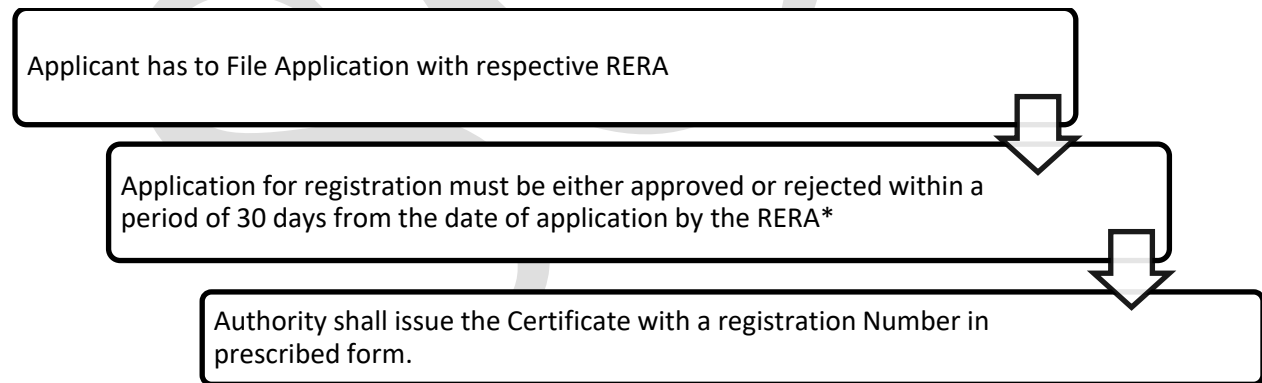 Applicant has to File Application with respective RERA
Application for registration must be either approved or rejected within a
period of 30 days from the date of application by the RERA*
Authority shall issue the Certificate with a registration Number in
prescribed form.